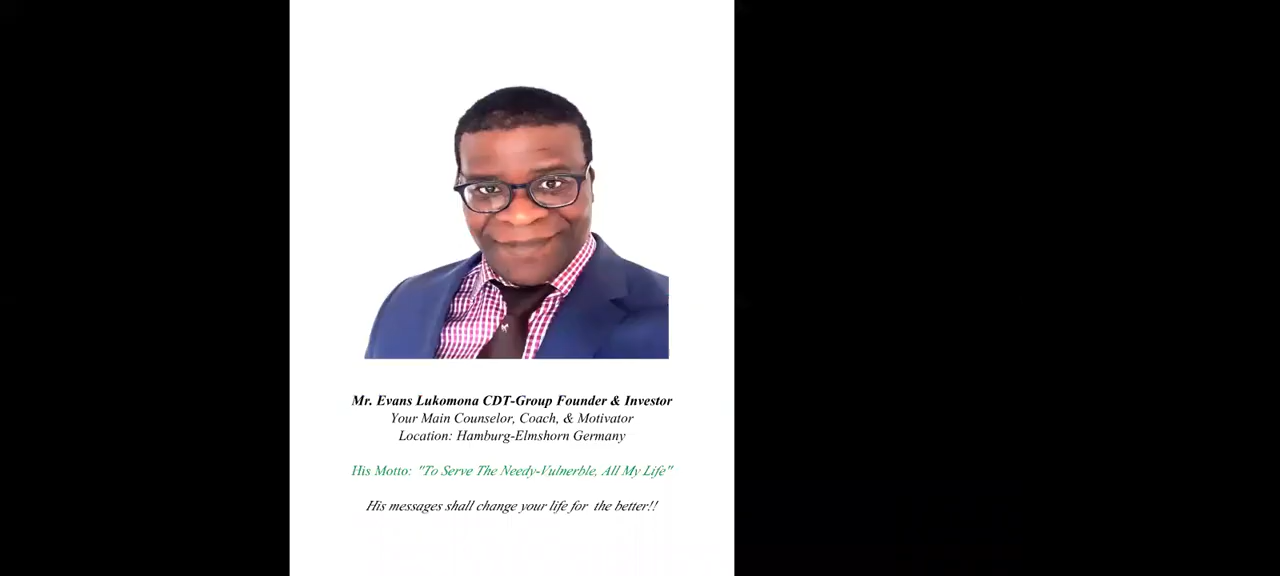 Mr. Evans Lukomona CDT-Group Founder & Investor
Your Main Counselor, Coach, & Motivator
Location: Hamburg-Elmshorn Germany
His Motto: "To Serve The Needy-Vulnerble, All My Life"
His messages shall change your life for the better!!